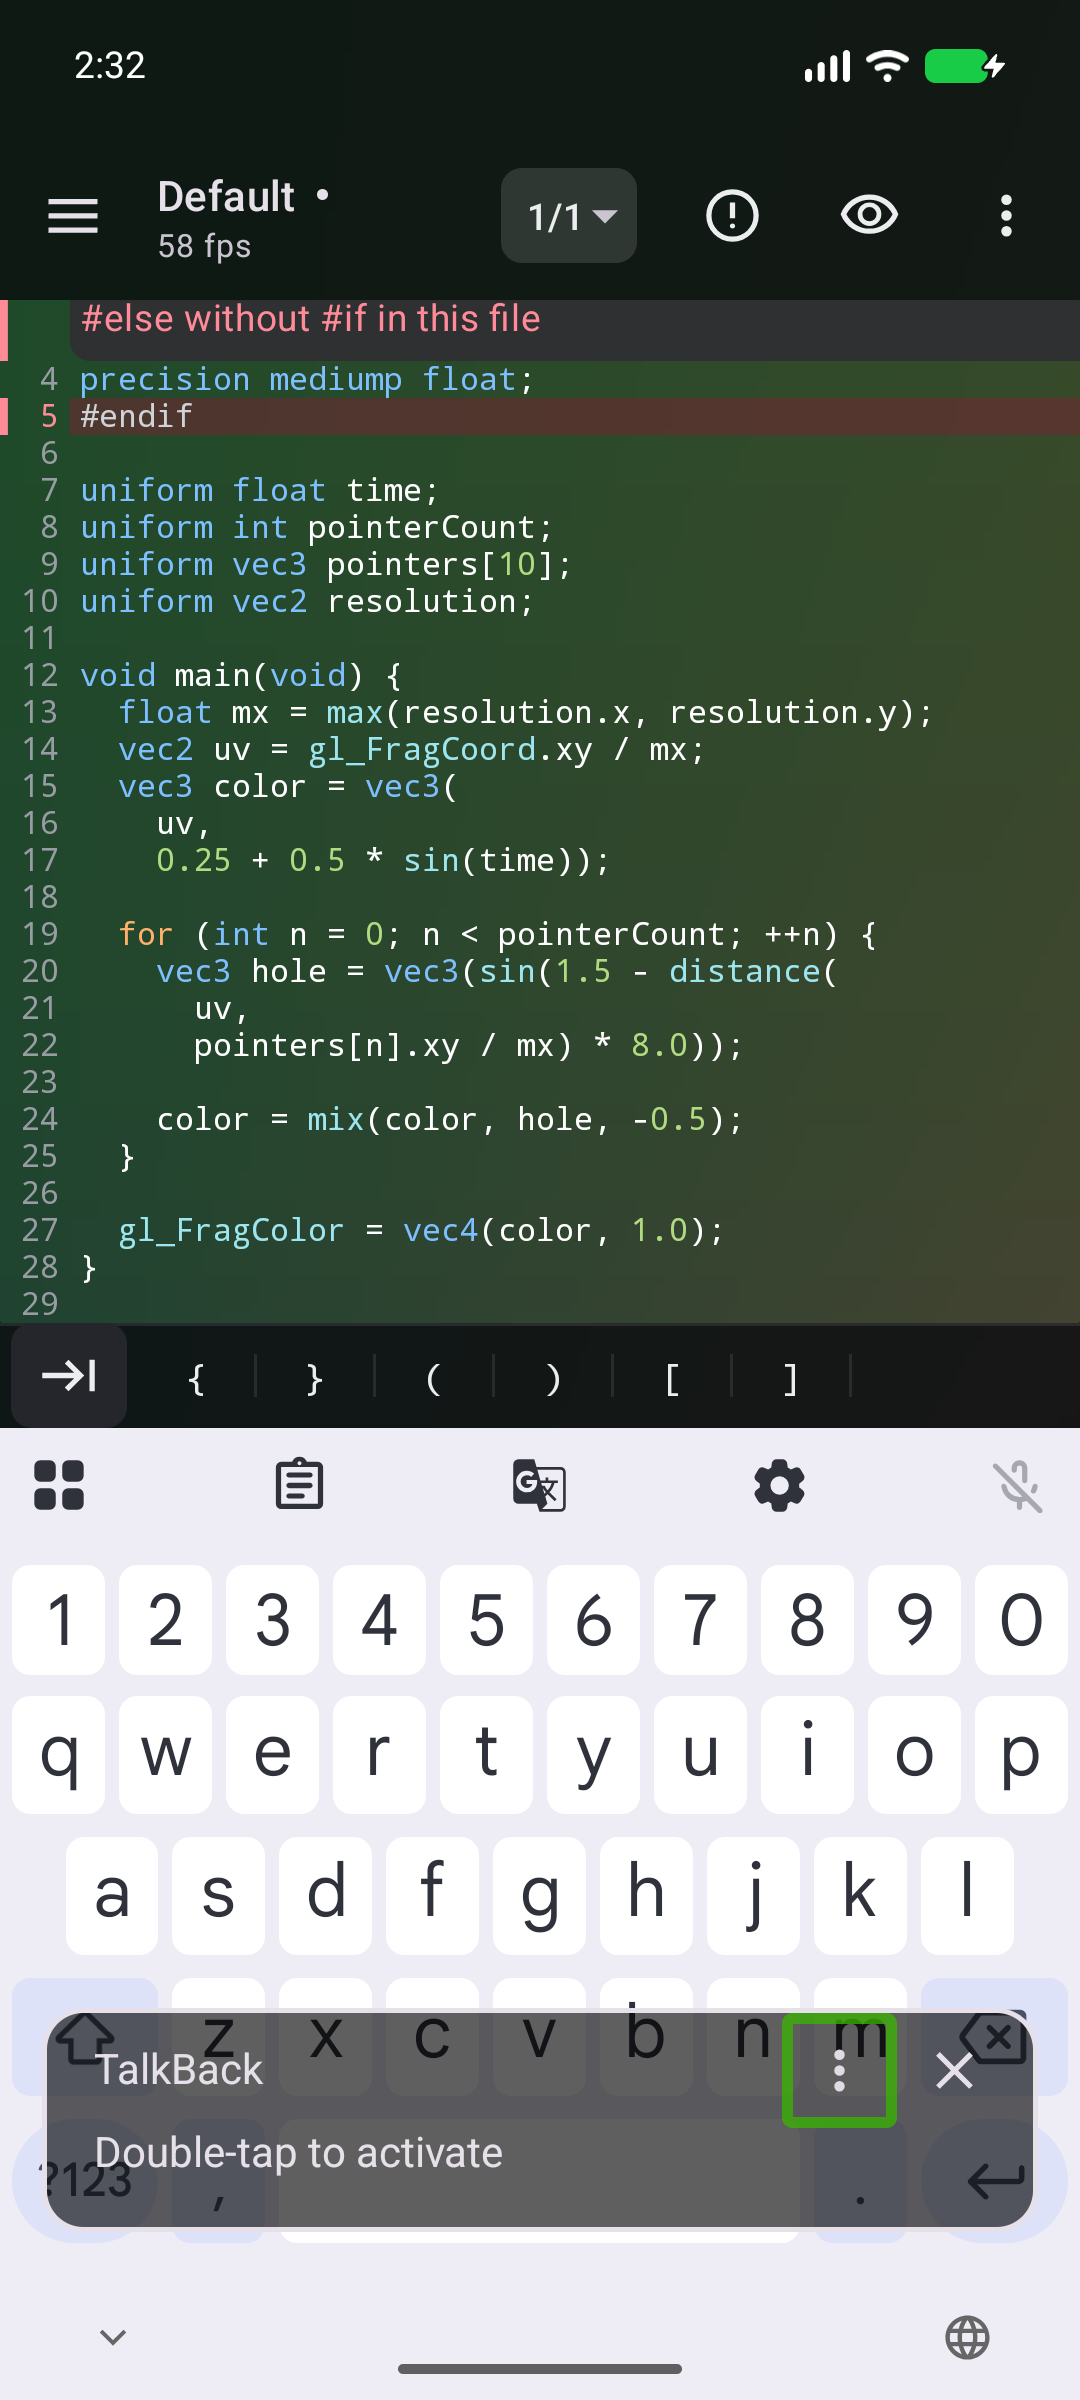 2:32
Default •
58 fps
1/1
#else without #if in this file
4 precision mediump float;
5 #endif
6
7 uniform float time;
8 uniform int pointerCount;
9 uniform vec3 pointers[10];
10 uniform vec2 resolution;
11
12 void main(void) {
13   float mx = max(resolution.x, resolution.y);
14   vec2 uv = gl_FragCoord.xy / mx;
15   vec3 color = vec3(
16     uv,
17     0.25 + 0.5 * sin(time));
18
19   for (int n = 0; n < pointerCount; ++n) {
20     vec3 hole = vec3(sin(1.5 - distance(
21       uv,
22       pointers[n].xy / mx) * 8.0));
23
24     color = mix(color, hole, -0.5);
25   }
26
27   gl_FragColor = vec4(color, 1.0);
28 }
29
{ } ( ) [ ]
G文
1 2 3 4 5 6 7 8 9 0
q w e r t y u i o p
a s d f g h j k l
z x c v b n m
TalkBack
Double-tap to activate
?123 , .